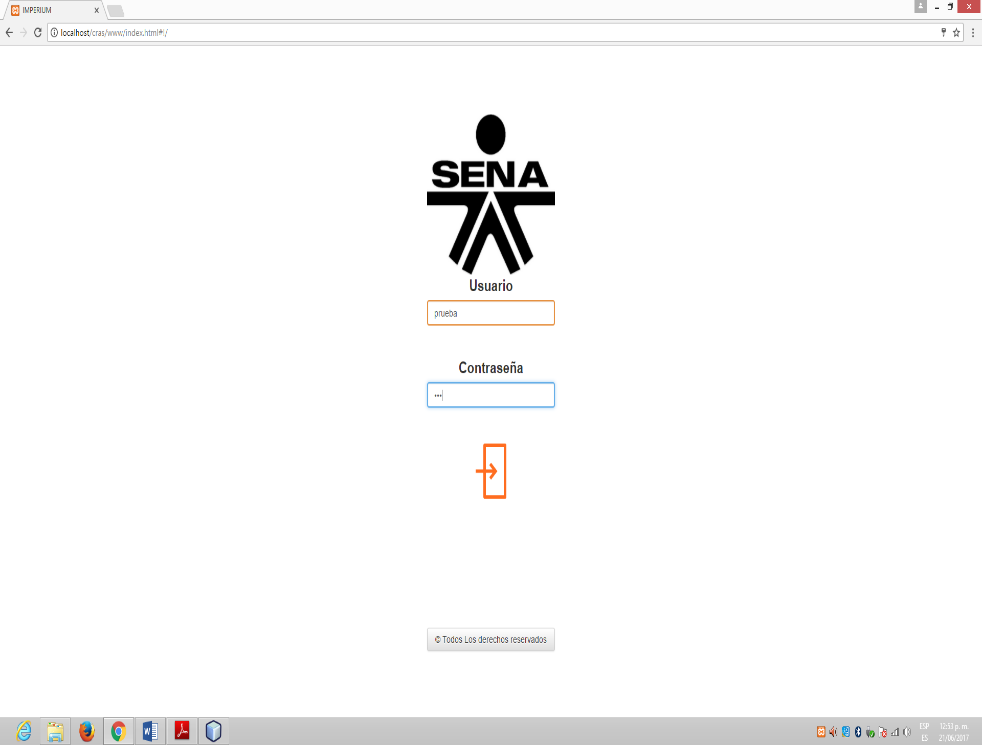 IMPERIUM
localhost/cras/www/index.html#!/
SENA
Usuario
prueba
Contraseña
© Todos Los derechos reservados
ESP
12:53 p. m.
ES
21/06/2017